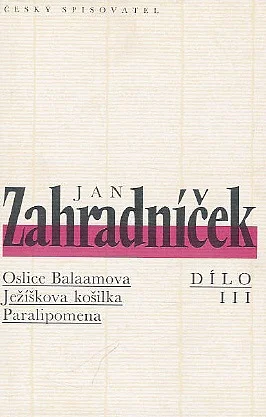 ČESKÝ SPISOVATEL
JAN
Zahradníček
Oslice Balaamova
Ježíškova košilka
Paralipomena
DÍLO
III